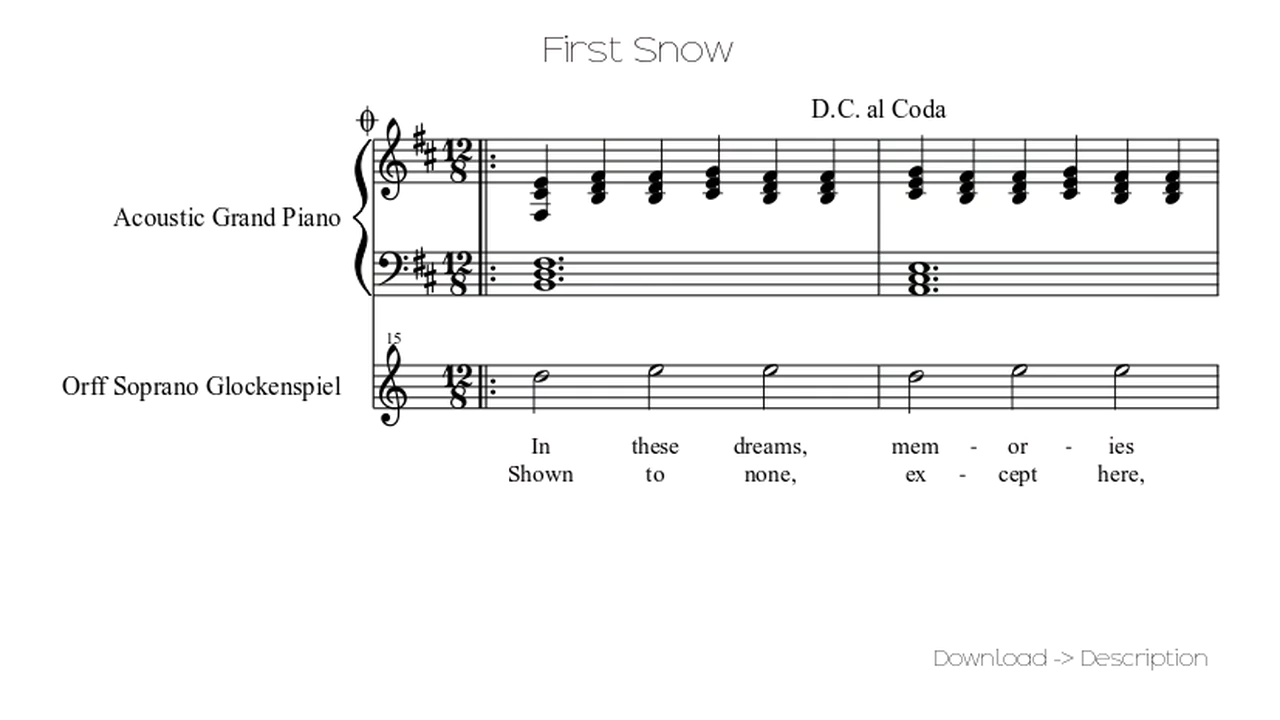 First Snow
D.C. al Coda
12 8
Acoustic Grand Piano
12 8
15
Orff Soprano Glockenspiel
12 8
In these dreams, mem - or - ies
Shown to none, ex - cept here,
Download -> Description